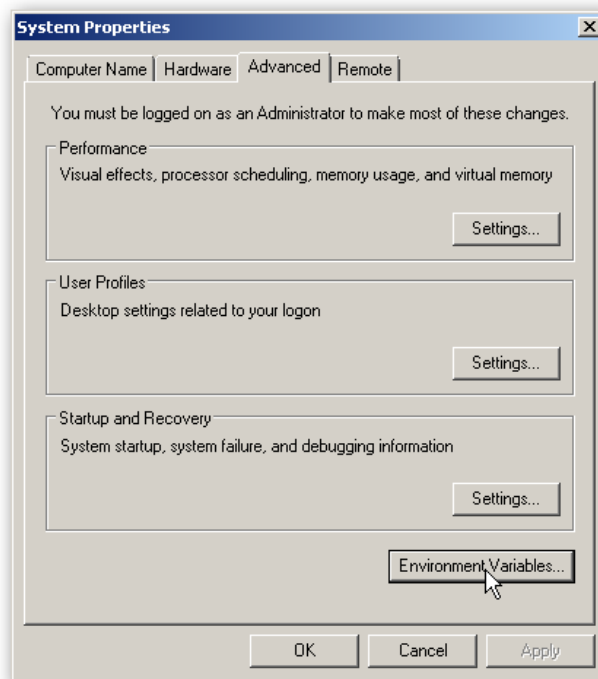 System Properties
Computer Name Hardware Advanced Remote
You must be logged on as an Administrator to make most of these changes.
Performance
Visual effects, processor scheduling, memory usage, and virtual memory
Settings...
User Profiles
Desktop settings related to your logon
Settings...
Startup and Recovery
System startup, system failure, and debugging information
Settings...
Environment Variables...
OK Cancel Apply